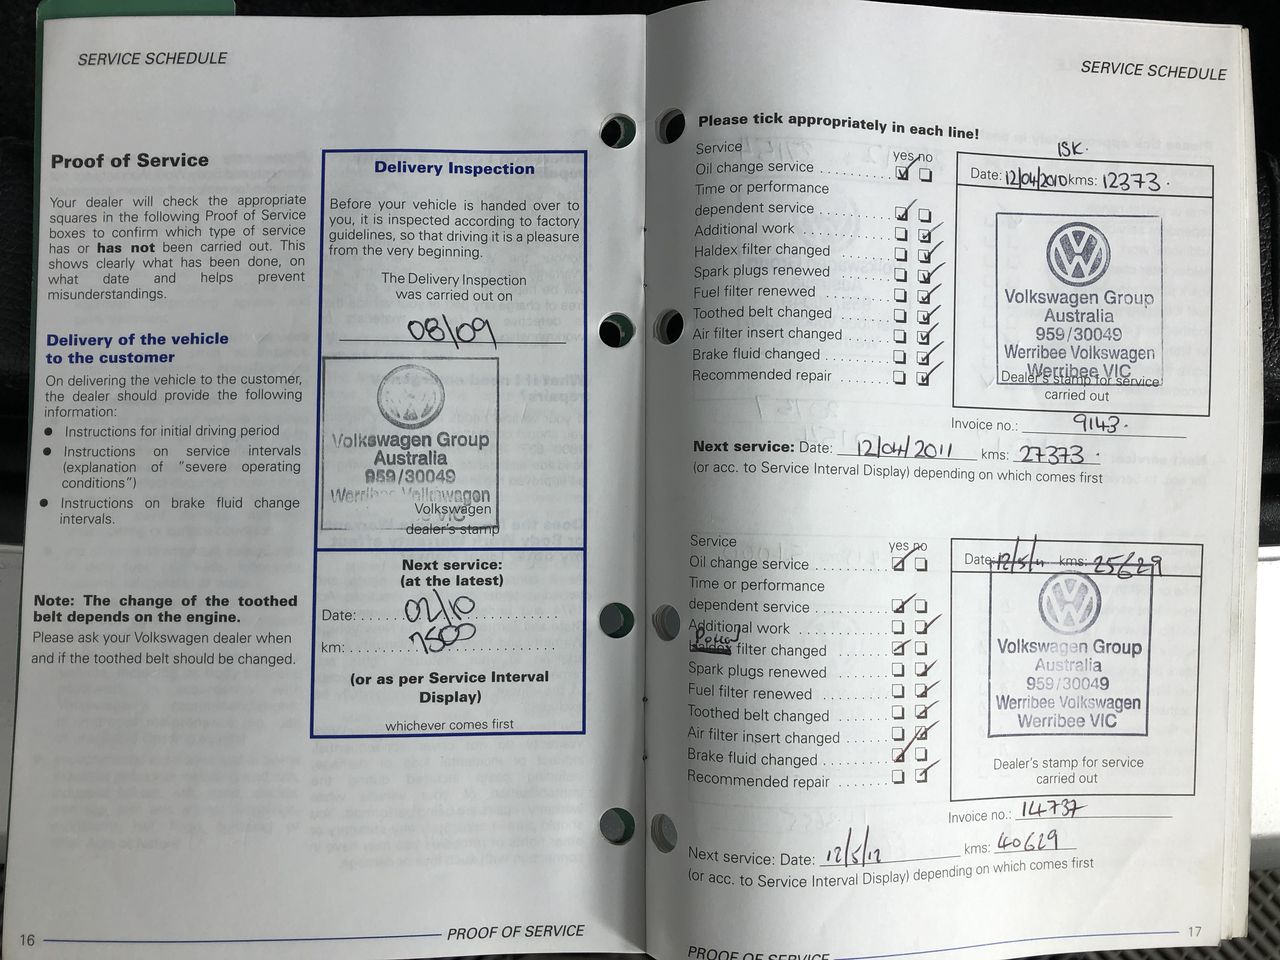 SERVICE SCHEDULE
Proof of Service
Your dealer will check the appropriate
squares in the following Proof of Service
boxes to confirm which type of service
has or has not been carried out. This
shows clearly what has been done, on
what date and helps prevent
misunderstandings.
Delivery of the vehicle
to the customer
On delivering the vehicle to the customer,
the dealer should provide the following
information:
● Instructions for initial driving period
● Instructions on service intervals
(explanation of "severe operating
conditions")
● Instructions on brake fluid change
intervals.
Note: The change of the toothed
belt depends on the engine.
Please ask your Volkswagen dealer when
and if the toothed belt should be changed.
Delivery Inspection
Before your vehicle is handed over to
you, it is inspected according to factory
guidelines, so that driving it is a pleasure
from the very beginning.
The Delivery Inspection
was carried out on
08/09
Volkswagen Group
Australia
959/30049
Werribee Volkswagen
Werribee VIC
Volkswagen
dealer's stamp
Next service:
(at the latest)
Date: 02/10
km: 7500
(or as per Service Interval
Display)
whichever comes first
16
PROOF OF SERVICE
SERVICE SCHEDULE
Please tick appropriately in each line!
Service yes no
Oil change service
Time or performance
dependent service
Additional work
Haldex filter changed
Spark plugs renewed
Fuel filter renewed
Toothed belt changed
Air filter insert changed
Brake fluid changed
Recommended repair
15K.
Date: 12/04/2010 kms: 12373.
Volkswagen Group
Australia
959/30049
Werribee Volkswagen
Werribee VIC
Dealer's stamp for service
carried out
Invoice no.: 9143.
Next service: Date: 12/04/2011 kms: 27373.
(or acc. to Service Interval Display) depending on which comes first
Service yes no
Oil change service
Time or performance
dependent service
Additional work
Pollen
Haldex filter changed
Spark plugs renewed
Fuel filter renewed
Toothed belt changed
Air filter insert changed
Brake fluid changed
Recommended repair
Date: 12/5/11 kms: 25629
Volkswagen Group
Australia
959/30049
Werribee Volkswagen
Werribee VIC
Dealer's stamp for service
carried out
Invoice no.: 14737
Next service: Date: 12/5/12 kms: 40629
(or acc. to Service Interval Display) depending on which comes first
17
PROOF OF SERVICE